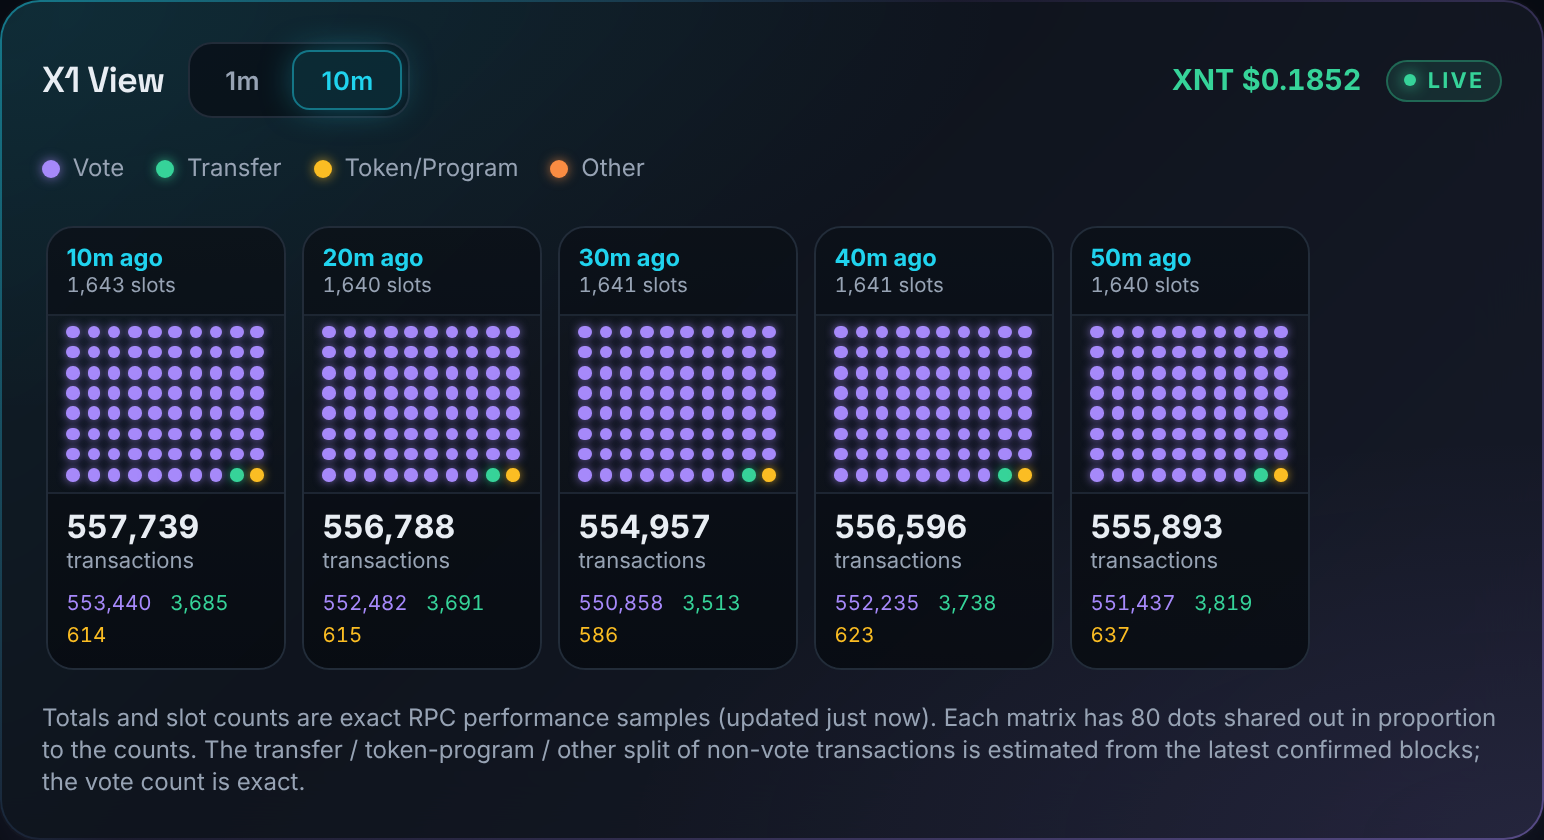 X1 View
1m
10m
XNT $0.1852
LIVE
Vote
Transfer
Token/Program
Other
10m ago
1,643 slots
557,739
transactions
553,440 3,685
614
20m ago
1,640 slots
556,788
transactions
552,482 3,691
615
30m ago
1,641 slots
554,957
transactions
550,858 3,513
586
40m ago
1,641 slots
556,596
transactions
552,235 3,738
623
50m ago
1,640 slots
555,893
transactions
551,437 3,819
637
Totals and slot counts are exact RPC performance samples (updated just now). Each matrix has 80 dots shared out in proportion
to the counts. The transfer / token-program / other split of non-vote transactions is estimated from the latest confirmed blocks;
the vote count is exact.